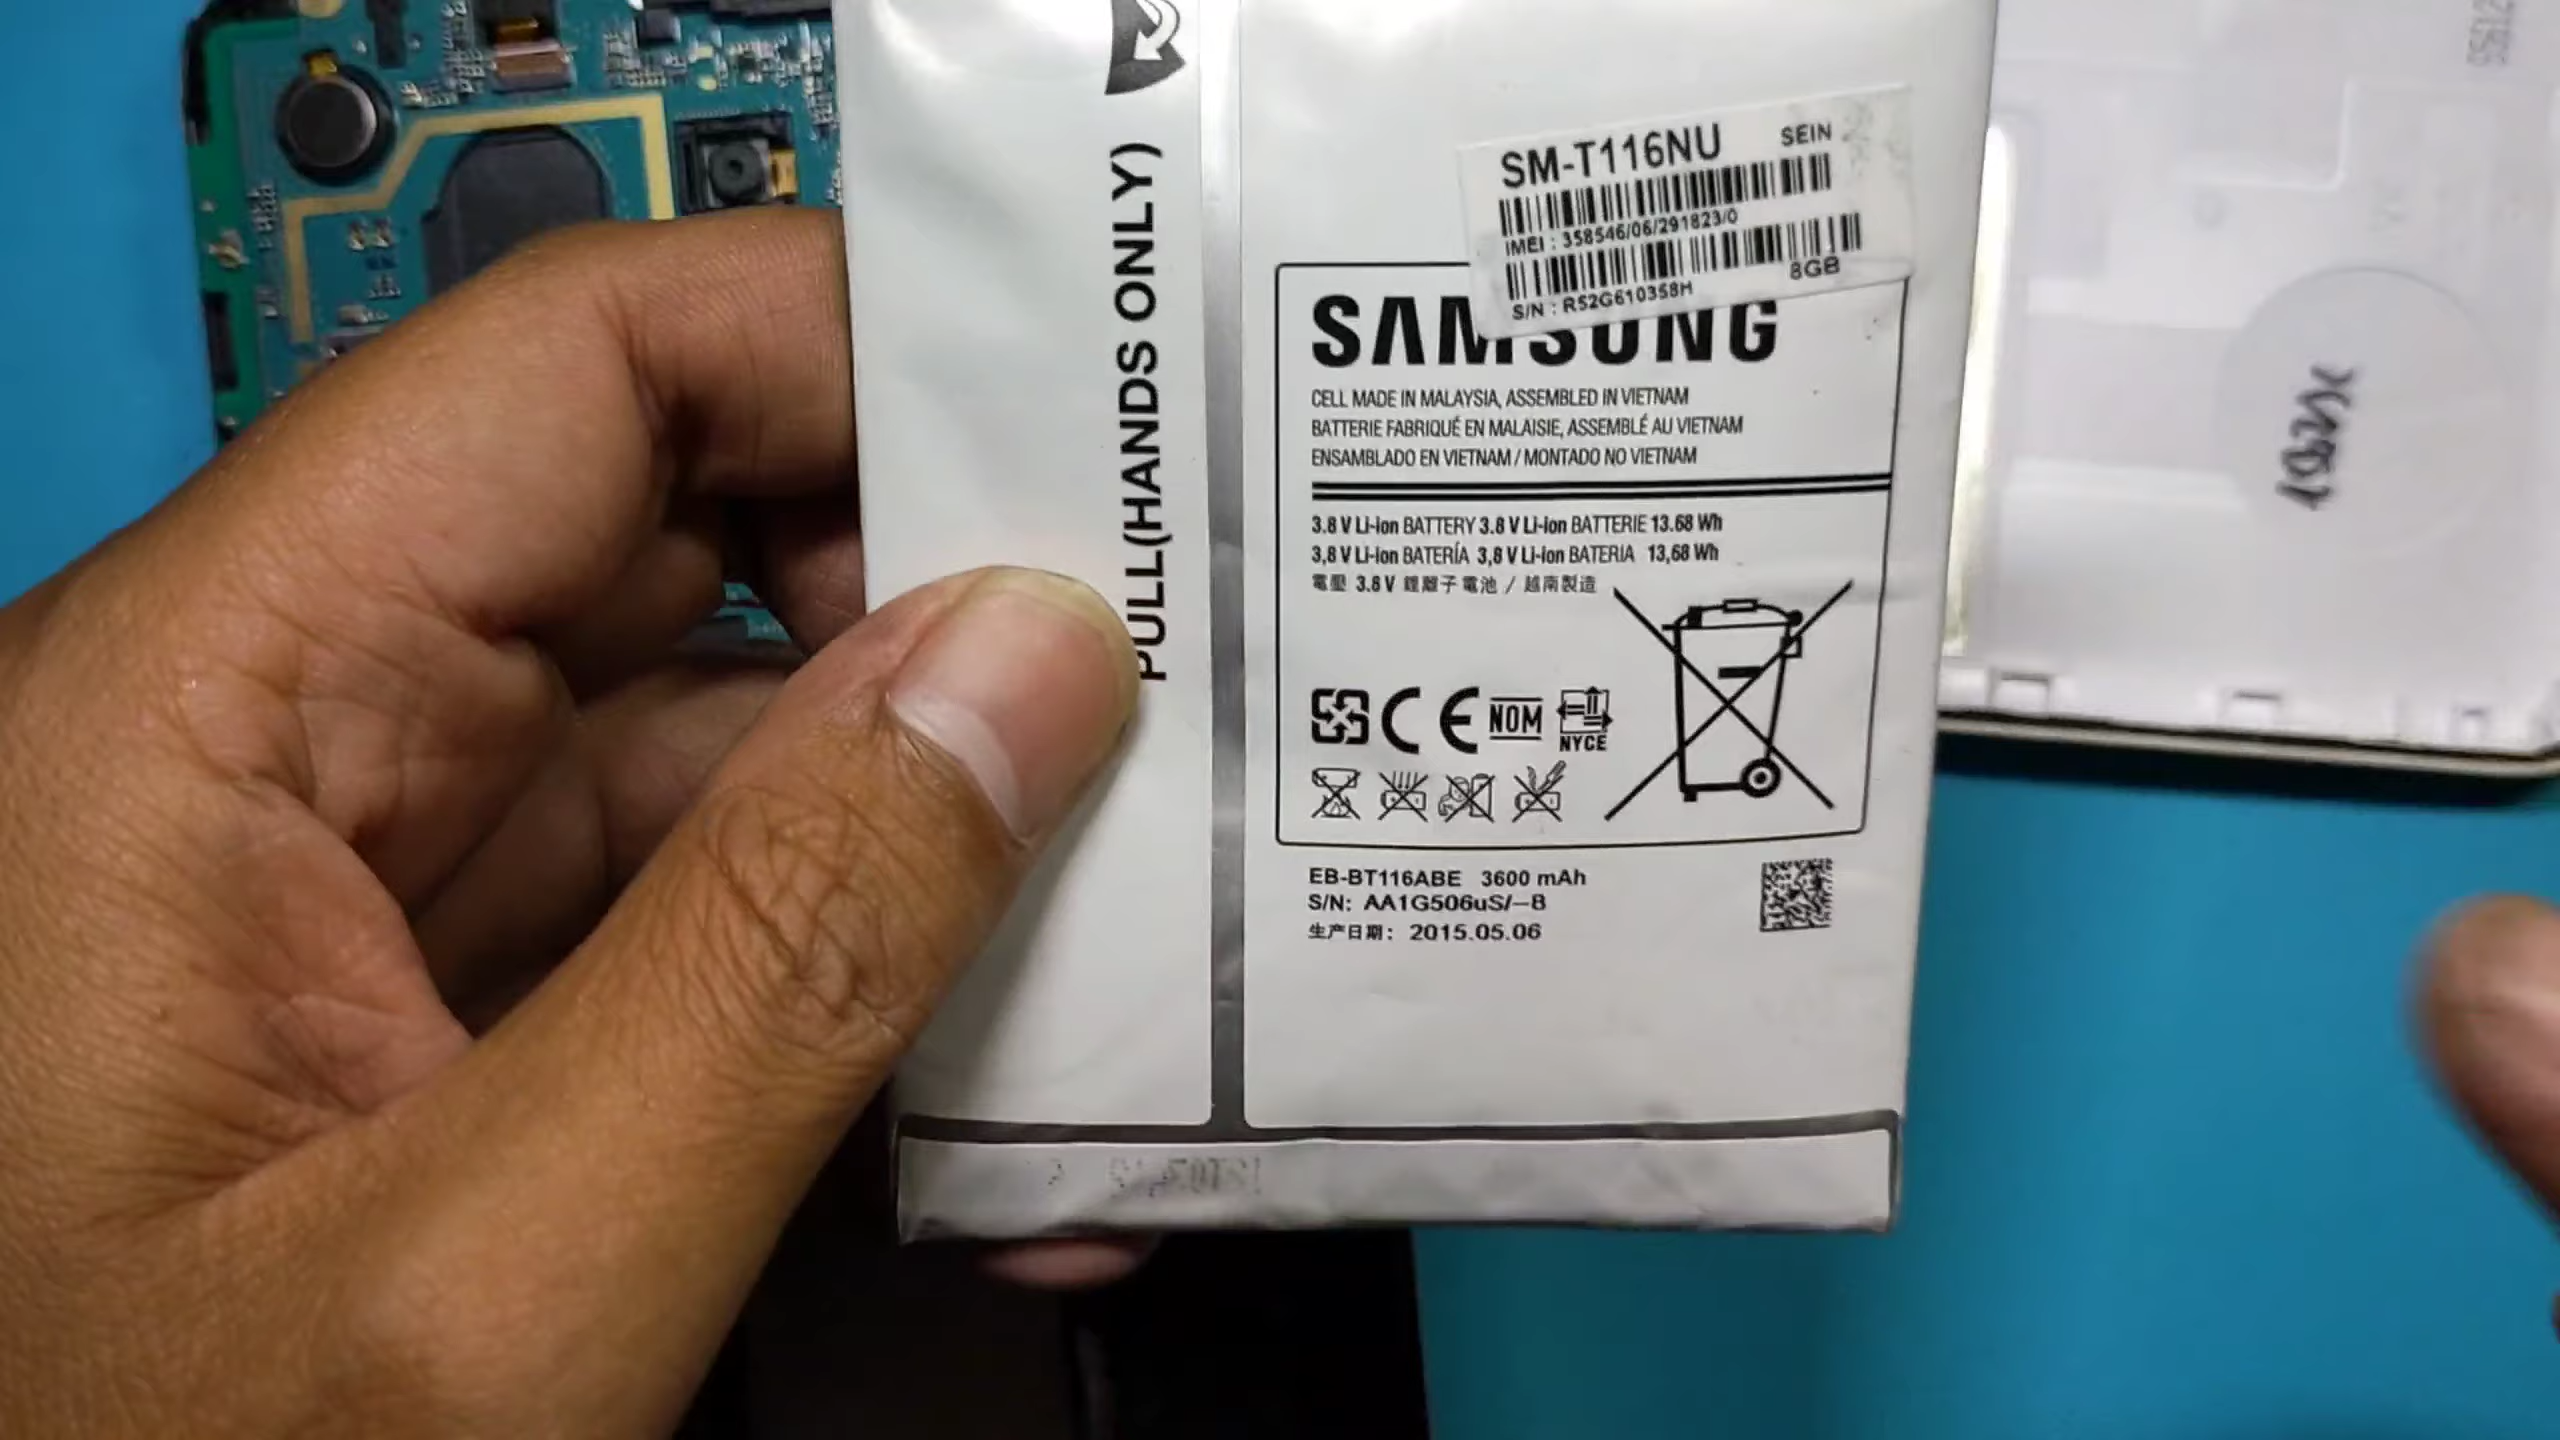 PULL(HANDS ONLY)
SM-T116NU SEIN
IMEI : 358546/06/291823/0
8GB
S/N : R52G610358H
SAMSUNG
CELL MADE IN MALAYSIA, ASSEMBLED IN VIETNAM
BATTERIE FABRIQUÉ EN MALAISIE, ASSEMBLÉ AU VIETNAM
ENSAMBLADO EN VIETNAM / MONTADO NO VIETNAM
3.8 V Li-ion BATTERY 3.8 V Li-ion BATTERIE 13.68 Wh
3,8 V Li-ion BATERÍA 3,8 V Li-ion BATERIA 13,68 Wh
電壓 3.8 V 鋰離子電池 / 越南製造
CE NOM
NYCE
EB-BT116ABE 3600 mAh
S/N: AA1G506uS/-B
生产日期: 2015.05.06